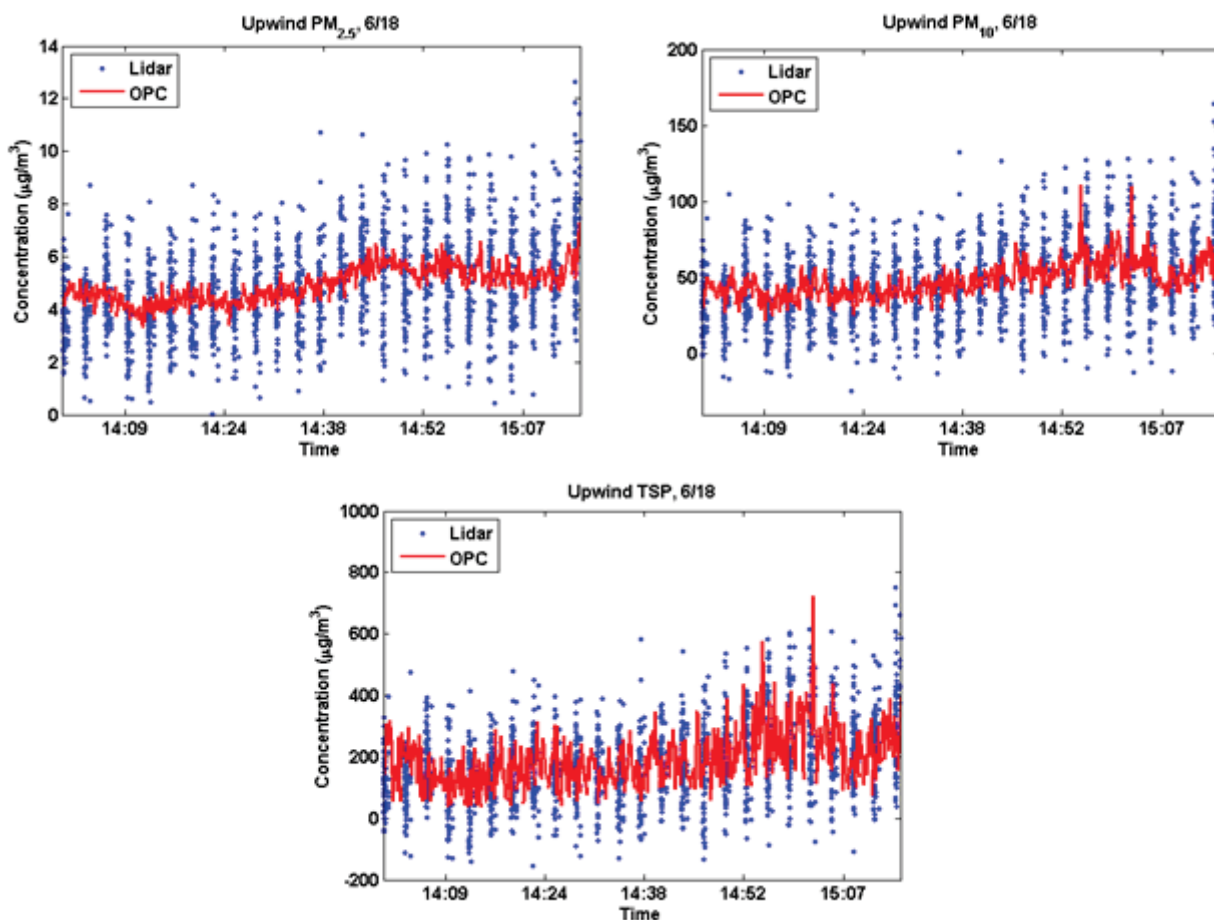 Upwind PM2.5, 6/18
14
12
10
8
6
4
2
0
Concentration (μg/m3)
Lidar
OPC
14:09 14:24 14:38 14:52 15:07
Time
Upwind PM10, 6/18
200
150
100
50
0
Concentration (μg/m3)
Lidar
OPC
14:09 14:24 14:38 14:52 15:07
Time
Upwind TSP, 6/18
1000
800
600
400
200
0
-200
Concentration (μg/m3)
Lidar
OPC
14:09 14:24 14:38 14:52 15:07
Time